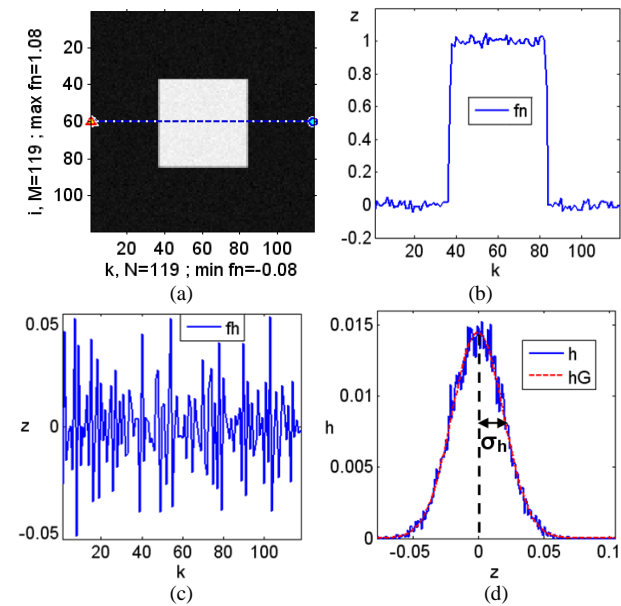 i, M=119 ; max fn=1.08
20
40
60
80
100
20 40 60 80 100
k, N=119 ; min fn=-0.08
(a)
z
1
0.8
0.6
0.4
0.2
0
-0.2
fn
20 40 60 80 100
k
(b)
0.05
z
0
-0.05
fh
20 40 60 80 100
k
(c)
0.015
0.01
h
0.005
0
h
hG
σh
-0.05 0 0.05 0.1
z
(d)